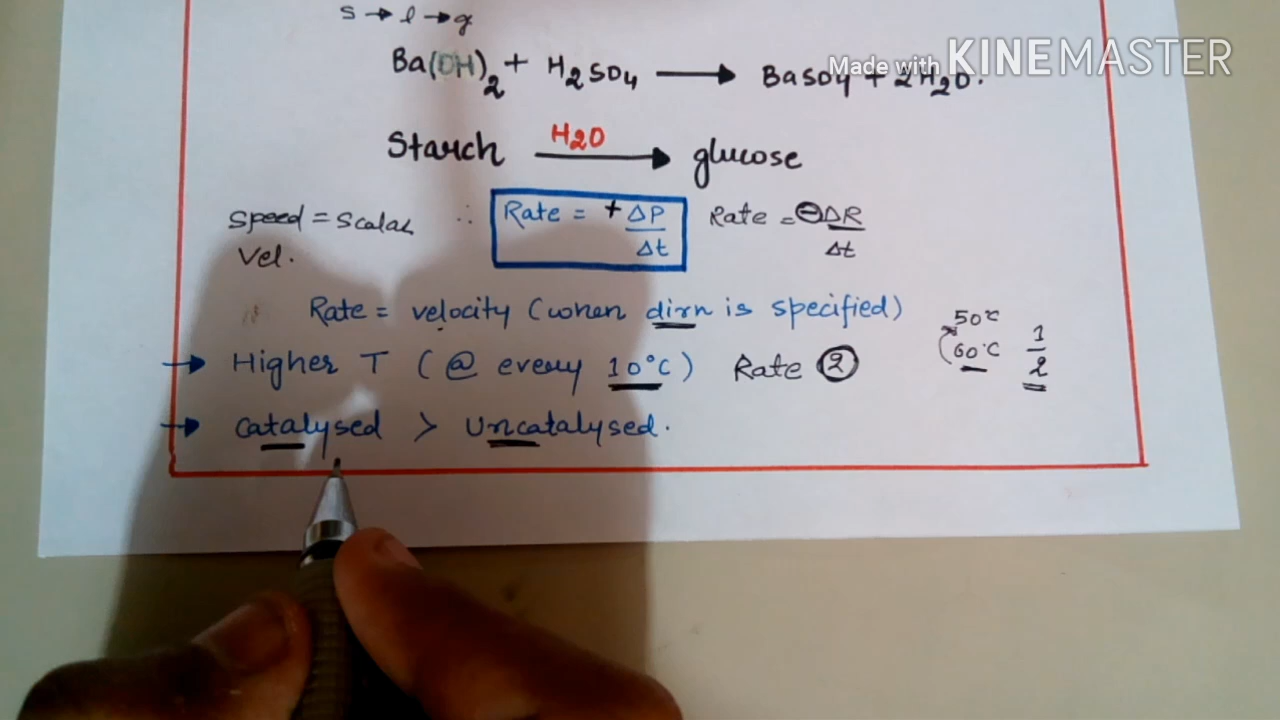 s → l → g
Ba(OH)2 + H2SO4 → BaSO4 + 2H2O.
Made with KINEMASTER
Starch H2O → glucose
Speed = Scalar ∴ Rate = + ΔP/Δt Rate = ⊖ΔR/Δt
Vel.
Rate = velocity (when dirn is specified)
→ Higher T (@ every 10°C) Rate ② 50°C 60°C 1/2
→ Catalysed > Uncatalysed.